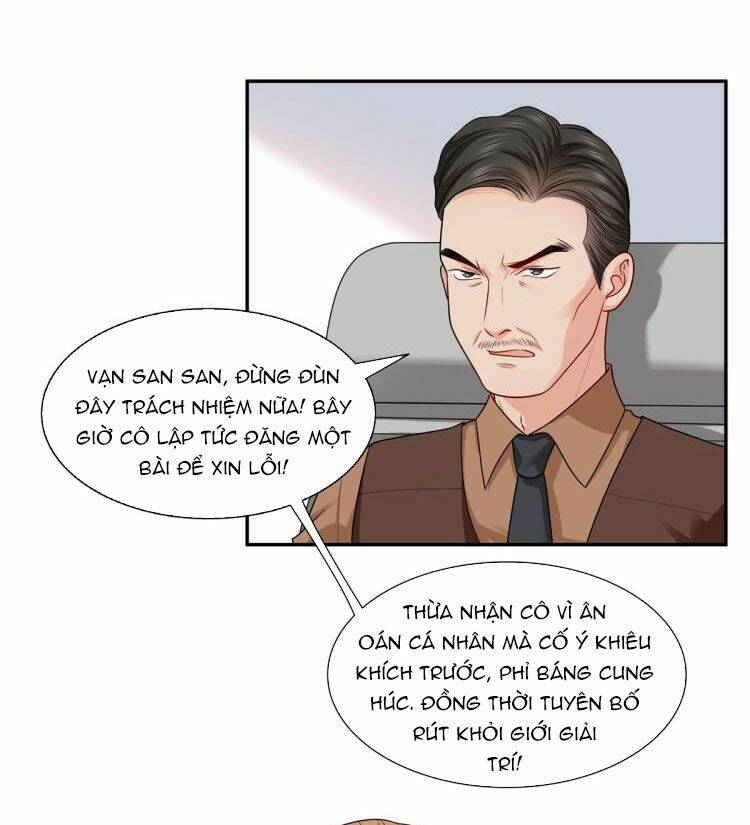 VẠN SAN SAN, ĐỪNG ĐÙN
ĐẨY TRÁCH NHIỆM NỮA! BÂY
GIỜ CÔ LẬP TỨC ĐĂNG MỘT
BÀI ĐỂ XIN LỖI!
THỪA NHẬN CÔ VÌ ÂN
OÁN CÁ NHÂN MÀ CỐ Ý KHIÊU
KHÍCH TRƯỚC, PHỈ BÁNG CUNG
HÚC. ĐỒNG THỜI TUYÊN BỐ
RÚT KHỎI GIỚI GIẢI
TRÍ!